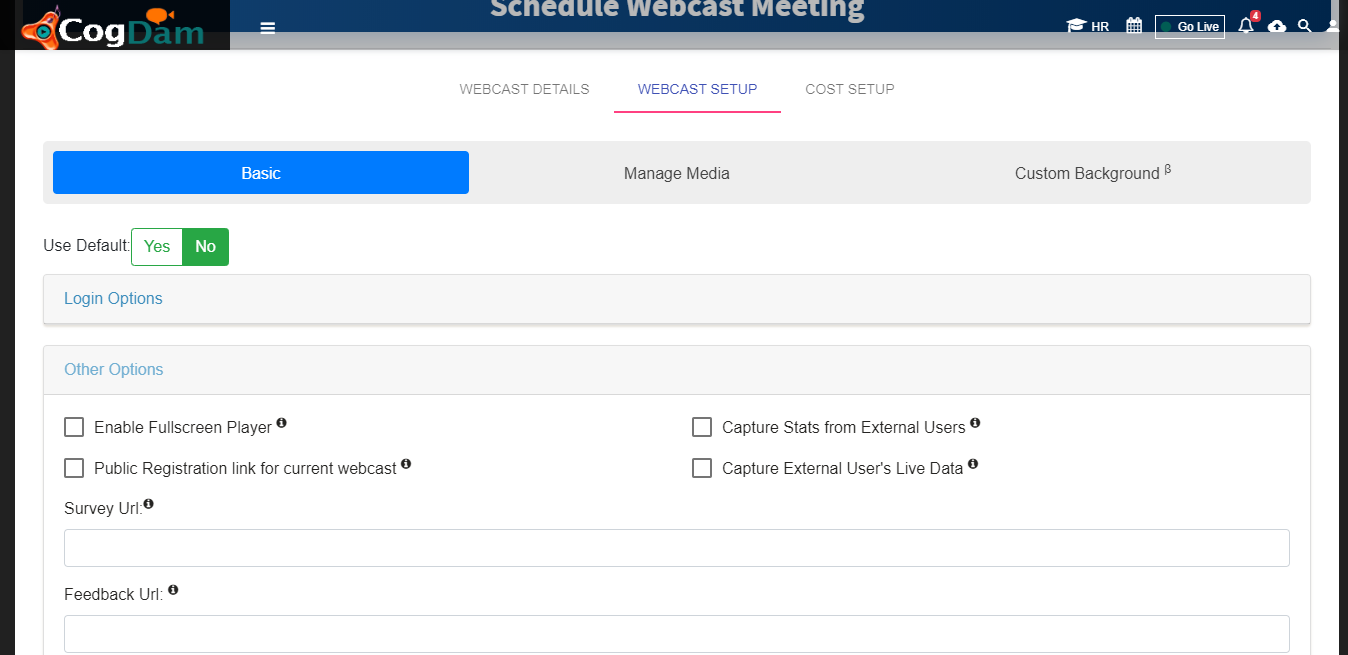 Schedule Webcast Meeting
CogDam
HR
Go Live
4
WEBCAST DETAILS
WEBCAST SETUP
COST SETUP
Basic
Manage Media
Custom Background β
Use Default:
Yes
No
Login Options
Other Options
Enable Fullscreen Player
Capture Stats from External Users
Public Registration link for current webcast
Capture External User's Live Data
Survey Url:
Feedback Url: